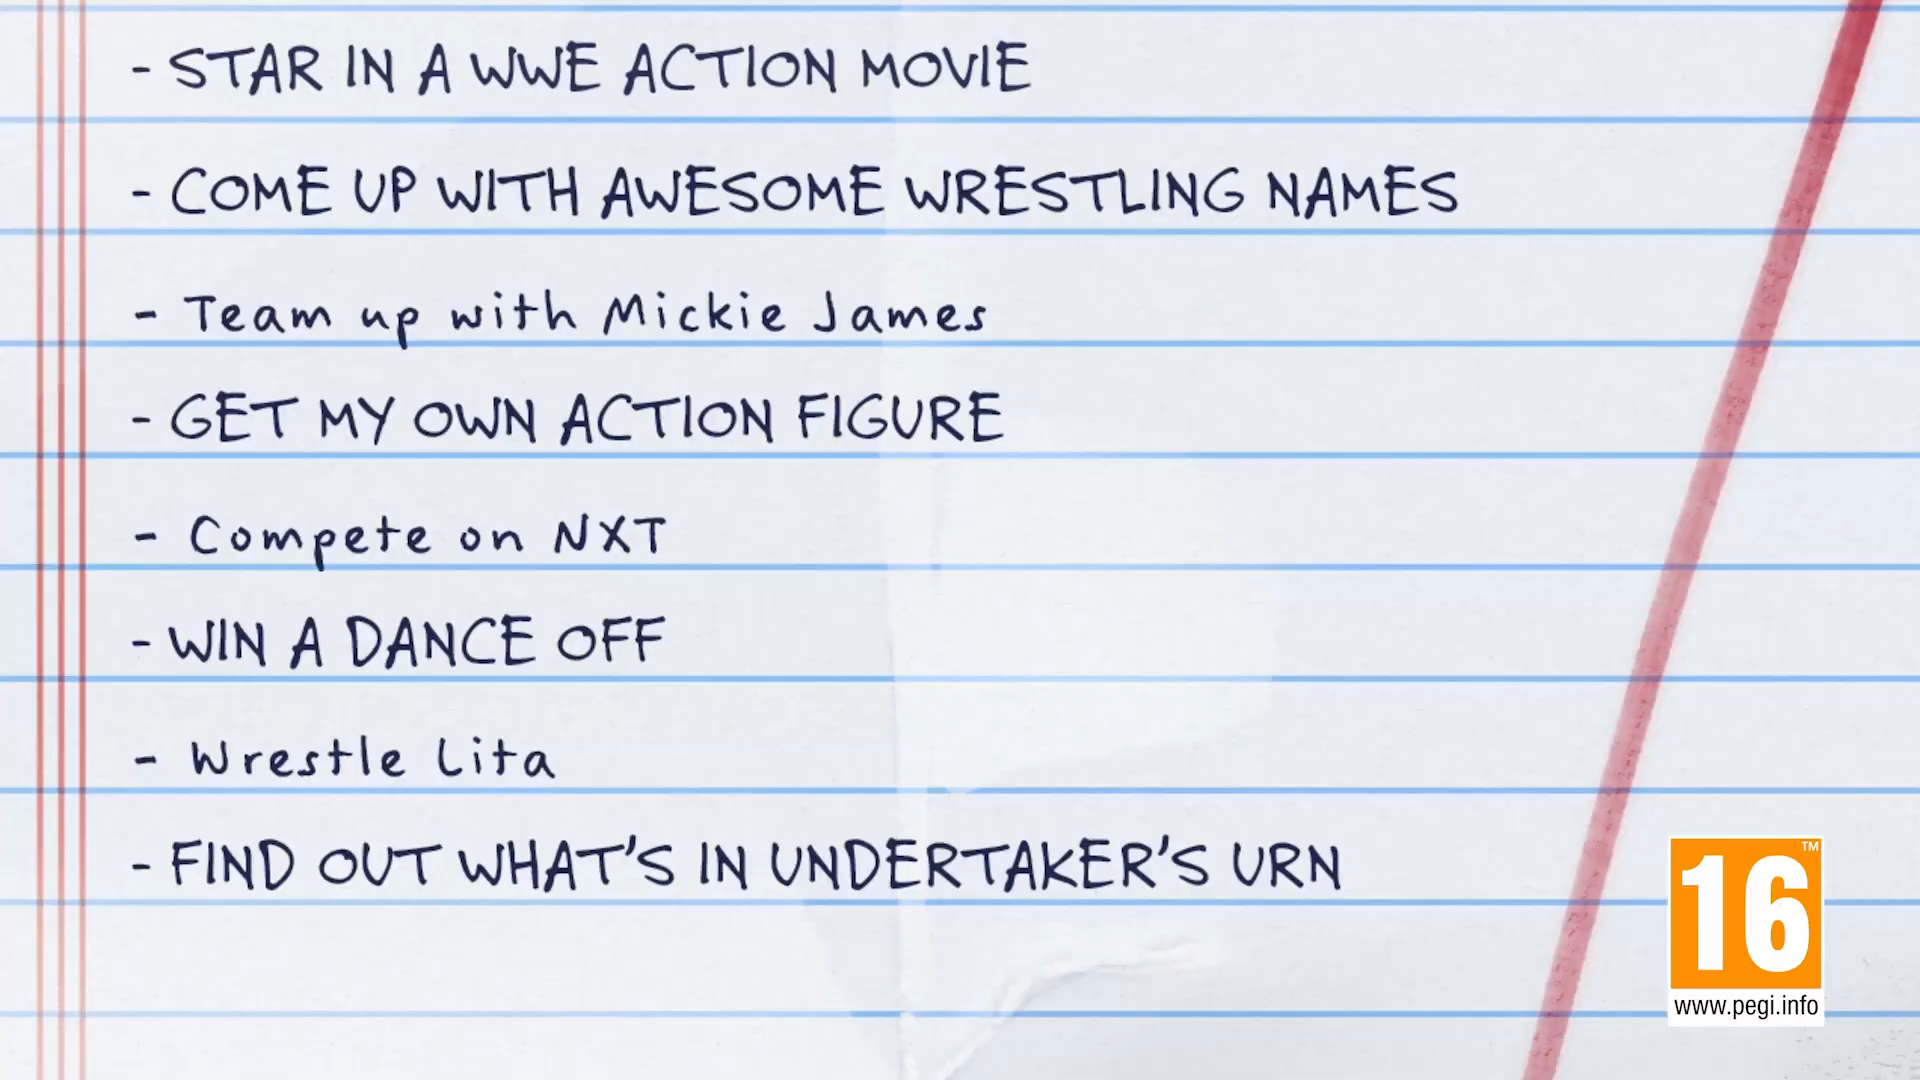 - STAR IN A WWE ACTION MOVIE
- COME UP WITH AWESOME WRESTLING NAMES
- Team up with Mickie James
- GET MY OWN ACTION FIGURE
- Compete on NXT
- WIN A DANCE OFF
- Wrestle Lita
- FIND OUT WHAT'S IN UNDERTAKER'S URN
16™
www.pegi.info